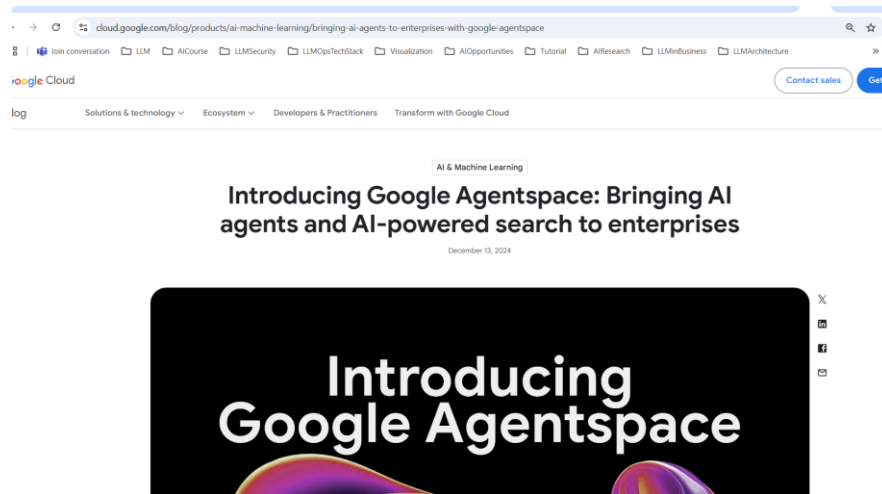 cloud.google.com/blog/products/ai-machine-learning/bringing-ai-agents-to-enterprises-with-google-agentspace
Join conversation LLM AICourse LLMSecurity LLMOpsTechStack Visualization AIOpportunities Tutorial AIResearch LLMinBusiness LLMArchitecture »
oogle Cloud Contact sales Get
log Solutions & technology Ecosystem Developers & Practitioners Transform with Google Cloud
AI & Machine Learning
Introducing Google Agentspace: Bringing AI
agents and AI-powered search to enterprises
December 13, 2024
Introducing
Google Agentspace